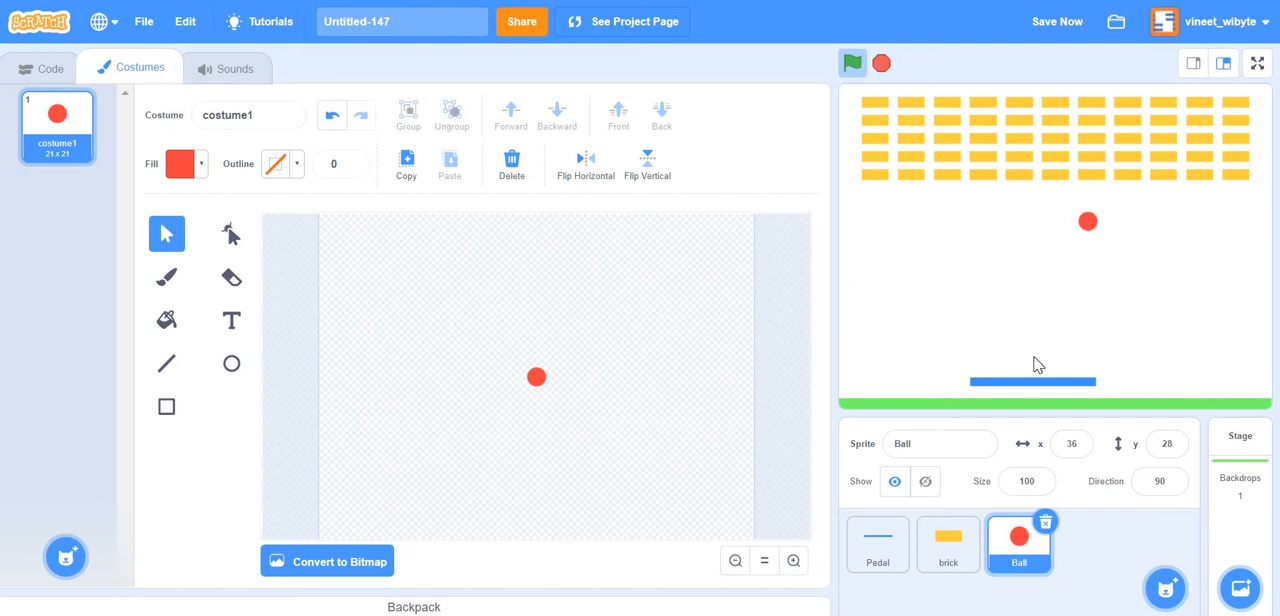 SCRATCH File Edit Tutorials Untitled-147 Share See Project Page Save Now vineet_wibyte
Code Costumes Sounds
1
costume1
21 x 21
Costume costume1 Group Ungroup Forward Backward Front Back
Fill Outline 0 Copy Paste Delete Flip Horizontal Flip Vertical
Convert to Bitmap
Backpack
Sprite Ball x 36 y 28
Show Size 100 Direction 90
Pedal brick Ball
Stage
Backdrops
1